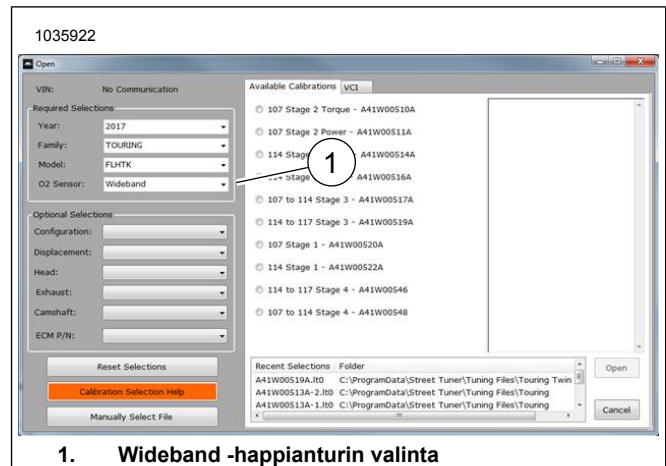 1035922
Open
VIN: No Communication
Required Selections
Year: 2017
Family: TOURING
Model: FLHTK
O2 Sensor: Wideband
Optional Selections
Configuration:
Displacement:
Head:
Exhaust:
Camshaft:
ECM P/N:
Reset Selections
Calibration Selection Help
Manually Select File
Available Calibrations VCI
107 Stage 2 Torque - A41W00510A
107 Stage 2 Power - A41W00511A
114 Stage A41W00514A
114 Stage A41W00516A
107 to 114 Stage 3 - A41W00517A
114 to 117 Stage 3 - A41W00519A
107 Stage 1 - A41W00520A
114 Stage 1 - A41W00522A
114 to 117 Stage 4 - A41W00546
107 to 114 Stage 4 - A41W00548
1
Recent Selections Folder
A41W00519A.lt0 C:\ProgramData\Street Tuner\Tuning Files\Touring Twin
A41W00513A-2.lt0 C:\ProgramData\Street Tuner\Tuning Files\Touring
A41W00513A-1.lt0 C:\ProgramData\Street Tuner\Tuning Files\Touring
Open
Cancel
1. Wideband -happianturin valinta